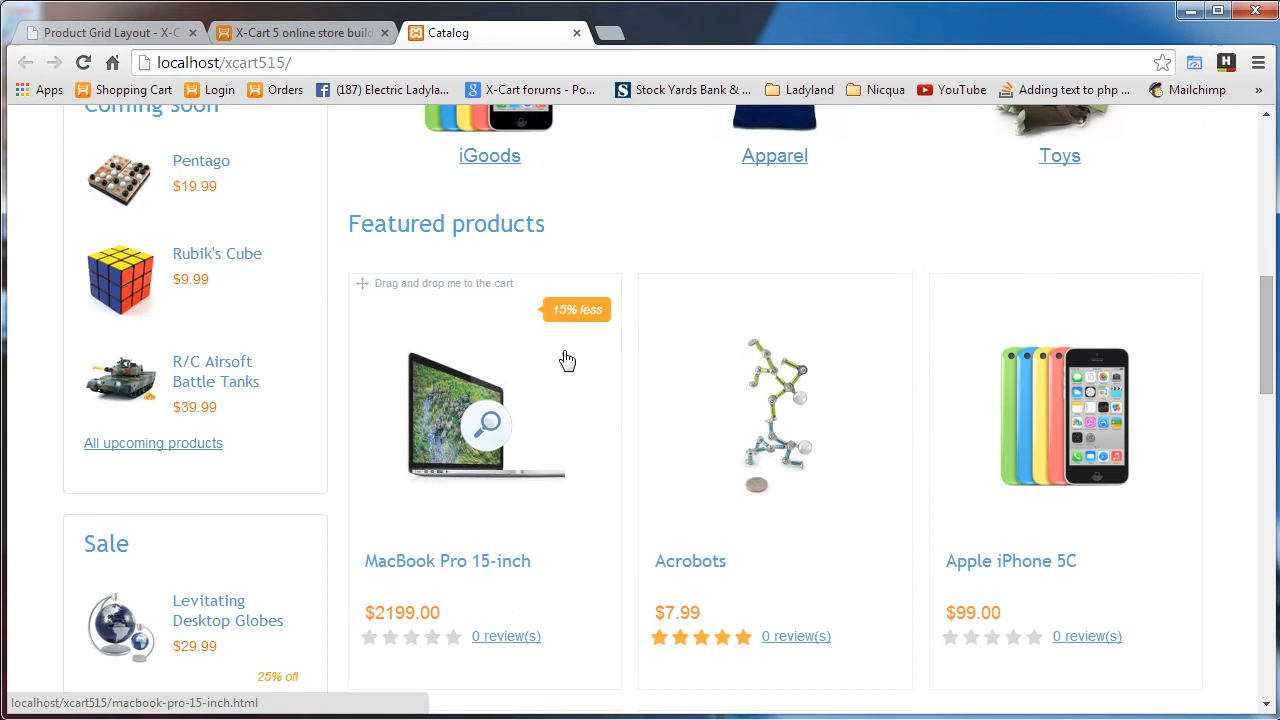 Product Grid Layout - X-C
X-Cart 5 online store build
Catalog
localhost/xcart515/
Apps
Shopping Cart
Login
Orders
(187) Electric Ladyla...
X-Cart forums - Po...
Stock Yards Bank & ...
Ladyland
Nicqua
YouTube
Adding text to php ...
Mailchimp
»
Coming soon
Pentago
$19.99
Rubik's Cube
$9.99
R/C Airsoft
Battle Tanks
$39.99
All upcoming products
Sale
Levitating
Desktop Globes
$29.99
25% off
iGoods
Apparel
Toys
Featured products
Drag and drop me to the cart
15% less
MacBook Pro 15-inch
$2199.00
0 review(s)
Acrobots
$7.99
0 review(s)
Apple iPhone 5C
$99.00
0 review(s)
localhost/xcart515/macbook-pro-15-inch.html